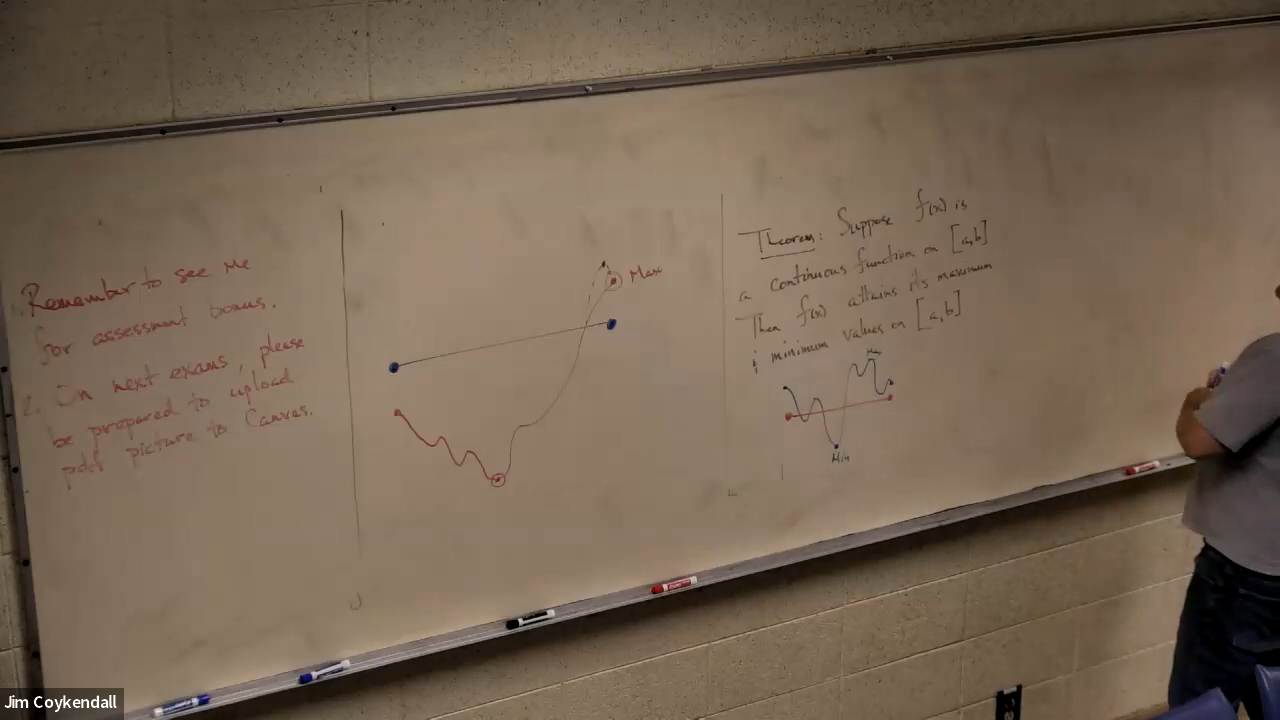 1. Remember to see me
for assessment bonus.
2. On next exams, please
be prepared to upload
pdf picture to Canvas.
Max
Theorem: Suppose f(x) is
a continuous function on [a,b]
Then f(x) attains its maximum
& minimum values on [a,b]
Max
Min
Jim Coykendall